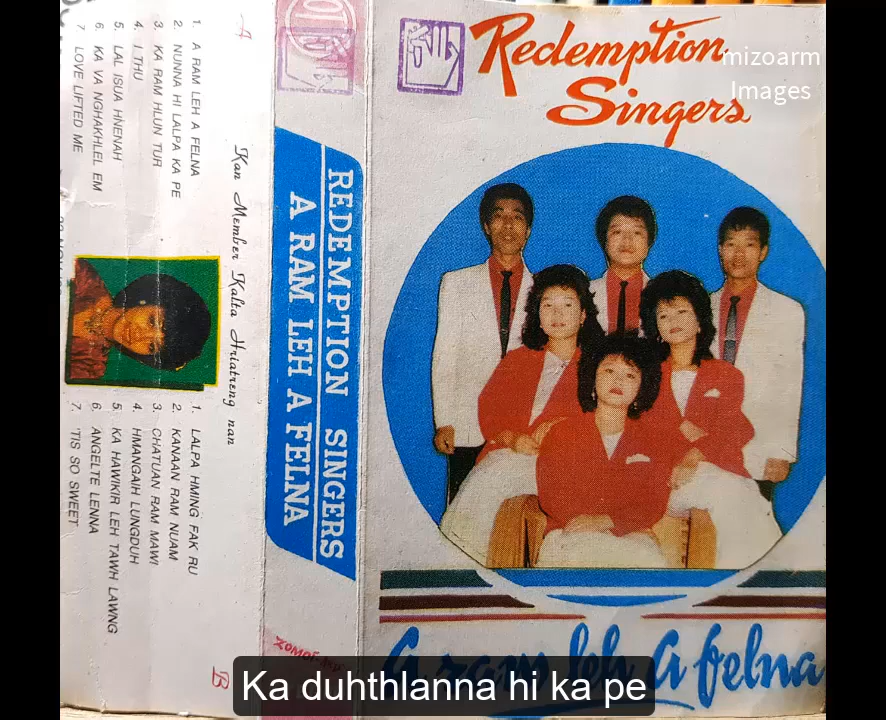 A
1. A RAM LEH A FELNA
2. NUNNA HI LALPA KA PE
3. KA RAM HLUN TUR
4. I THU
5. LAL ISUA HNENAH
6. KA VA NGHAKHLEL EM
7 LOVE LIFTED ME
Kan Member Kalta Hriatreng nan
1. LALPA HMING FAK RU
2. KANAAN RAM NUAM
3. CHATUAN RAM MAWI
4. HMANGAIH LUNGDUH
5. KA HAWIKIR LEH TAWH LAWNG
6. ANGELTE LENNA
7. 'TIS SO SWEET
B
REDEMPTION SINGERS
A RAM LEH A FELNA
Redemption
Singers
mizoarm
Images
A ram leh A felna
Ka duhthlanna hi ka pe